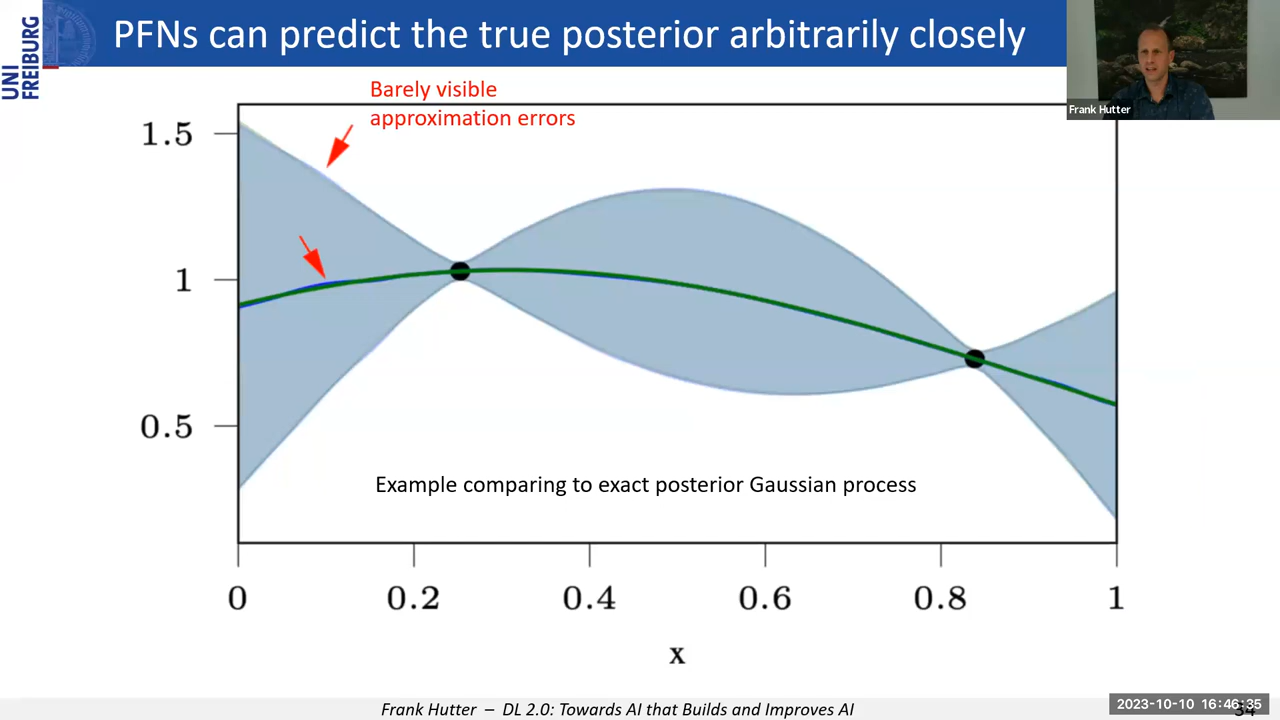 UNI
FREIBURG
PFNs can predict the true posterior arbitrarily closely
Frank Hutter
Barely visible
approximation errors
1.5
1
0.5
Example comparing to exact posterior Gaussian process
0
0.2
0.4
0.6
0.8
1
x
Frank Hutter – DL 2.0: Towards AI that Builds and Improves AI
2023-10-10 16:46:35